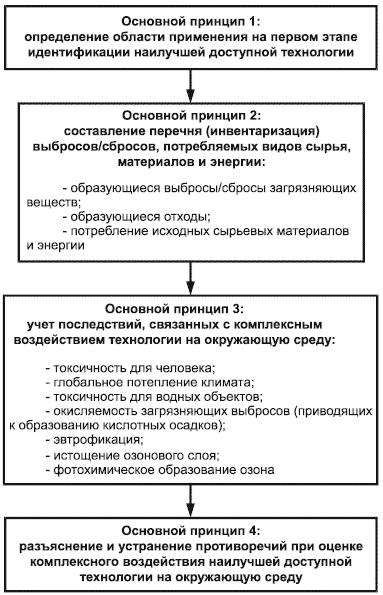 Основной принцип 1:
определение области применения на первом этапе
идентификации наилучшей доступной технологии
Основной принцип 2:
составление перечня (инвентаризация)
выбросов/сбросов, потребляемых видов сырья,
материалов и энергии:
- образующиеся выбросы/сбросы загрязняющих
веществ;
- образующиеся отходы;
- потребление исходных сырьевых материалов
и энергии
Основной принцип 3:
учет последствий, связанных с комплексным
воздействием технологии на окружающую среду:
- токсичность для человека;
- глобальное потепление климата;
- токсичность для водных объектов;
- окисляемость загрязняющих выбросов (приводящих
к образованию кислотных осадков);
- эвтрофикация;
- истощение озонового слоя;
- фотохимическое образование озона
Основной принцип 4:
разъяснение и устранение противоречий при оценке
комплексного воздействия наилучшей доступной
технологии на окружающую среду